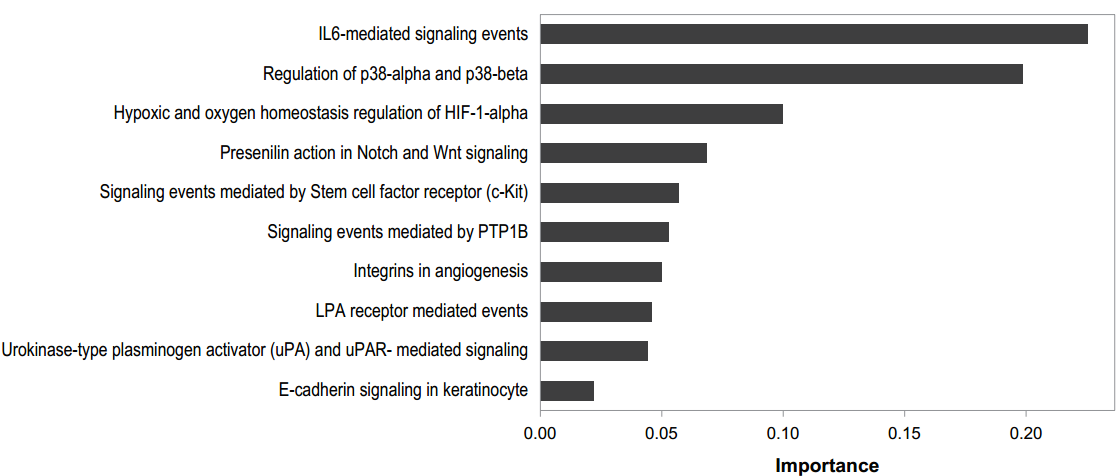 IL6-mediated signaling events
Regulation of p38-alpha and p38-beta
Hypoxic and oxygen homeostasis regulation of HIF-1-alpha
Presenilin action in Notch and Wnt signaling
Signaling events mediated by Stem cell factor receptor (c-Kit)
Signaling events mediated by PTP1B
Integrins in angiogenesis
LPA receptor mediated events
Urokinase-type plasminogen activator (uPA) and uPAR- mediated signaling
E-cadherin signaling in keratinocyte
0.00 0.05 0.10 0.15 0.20
Importance